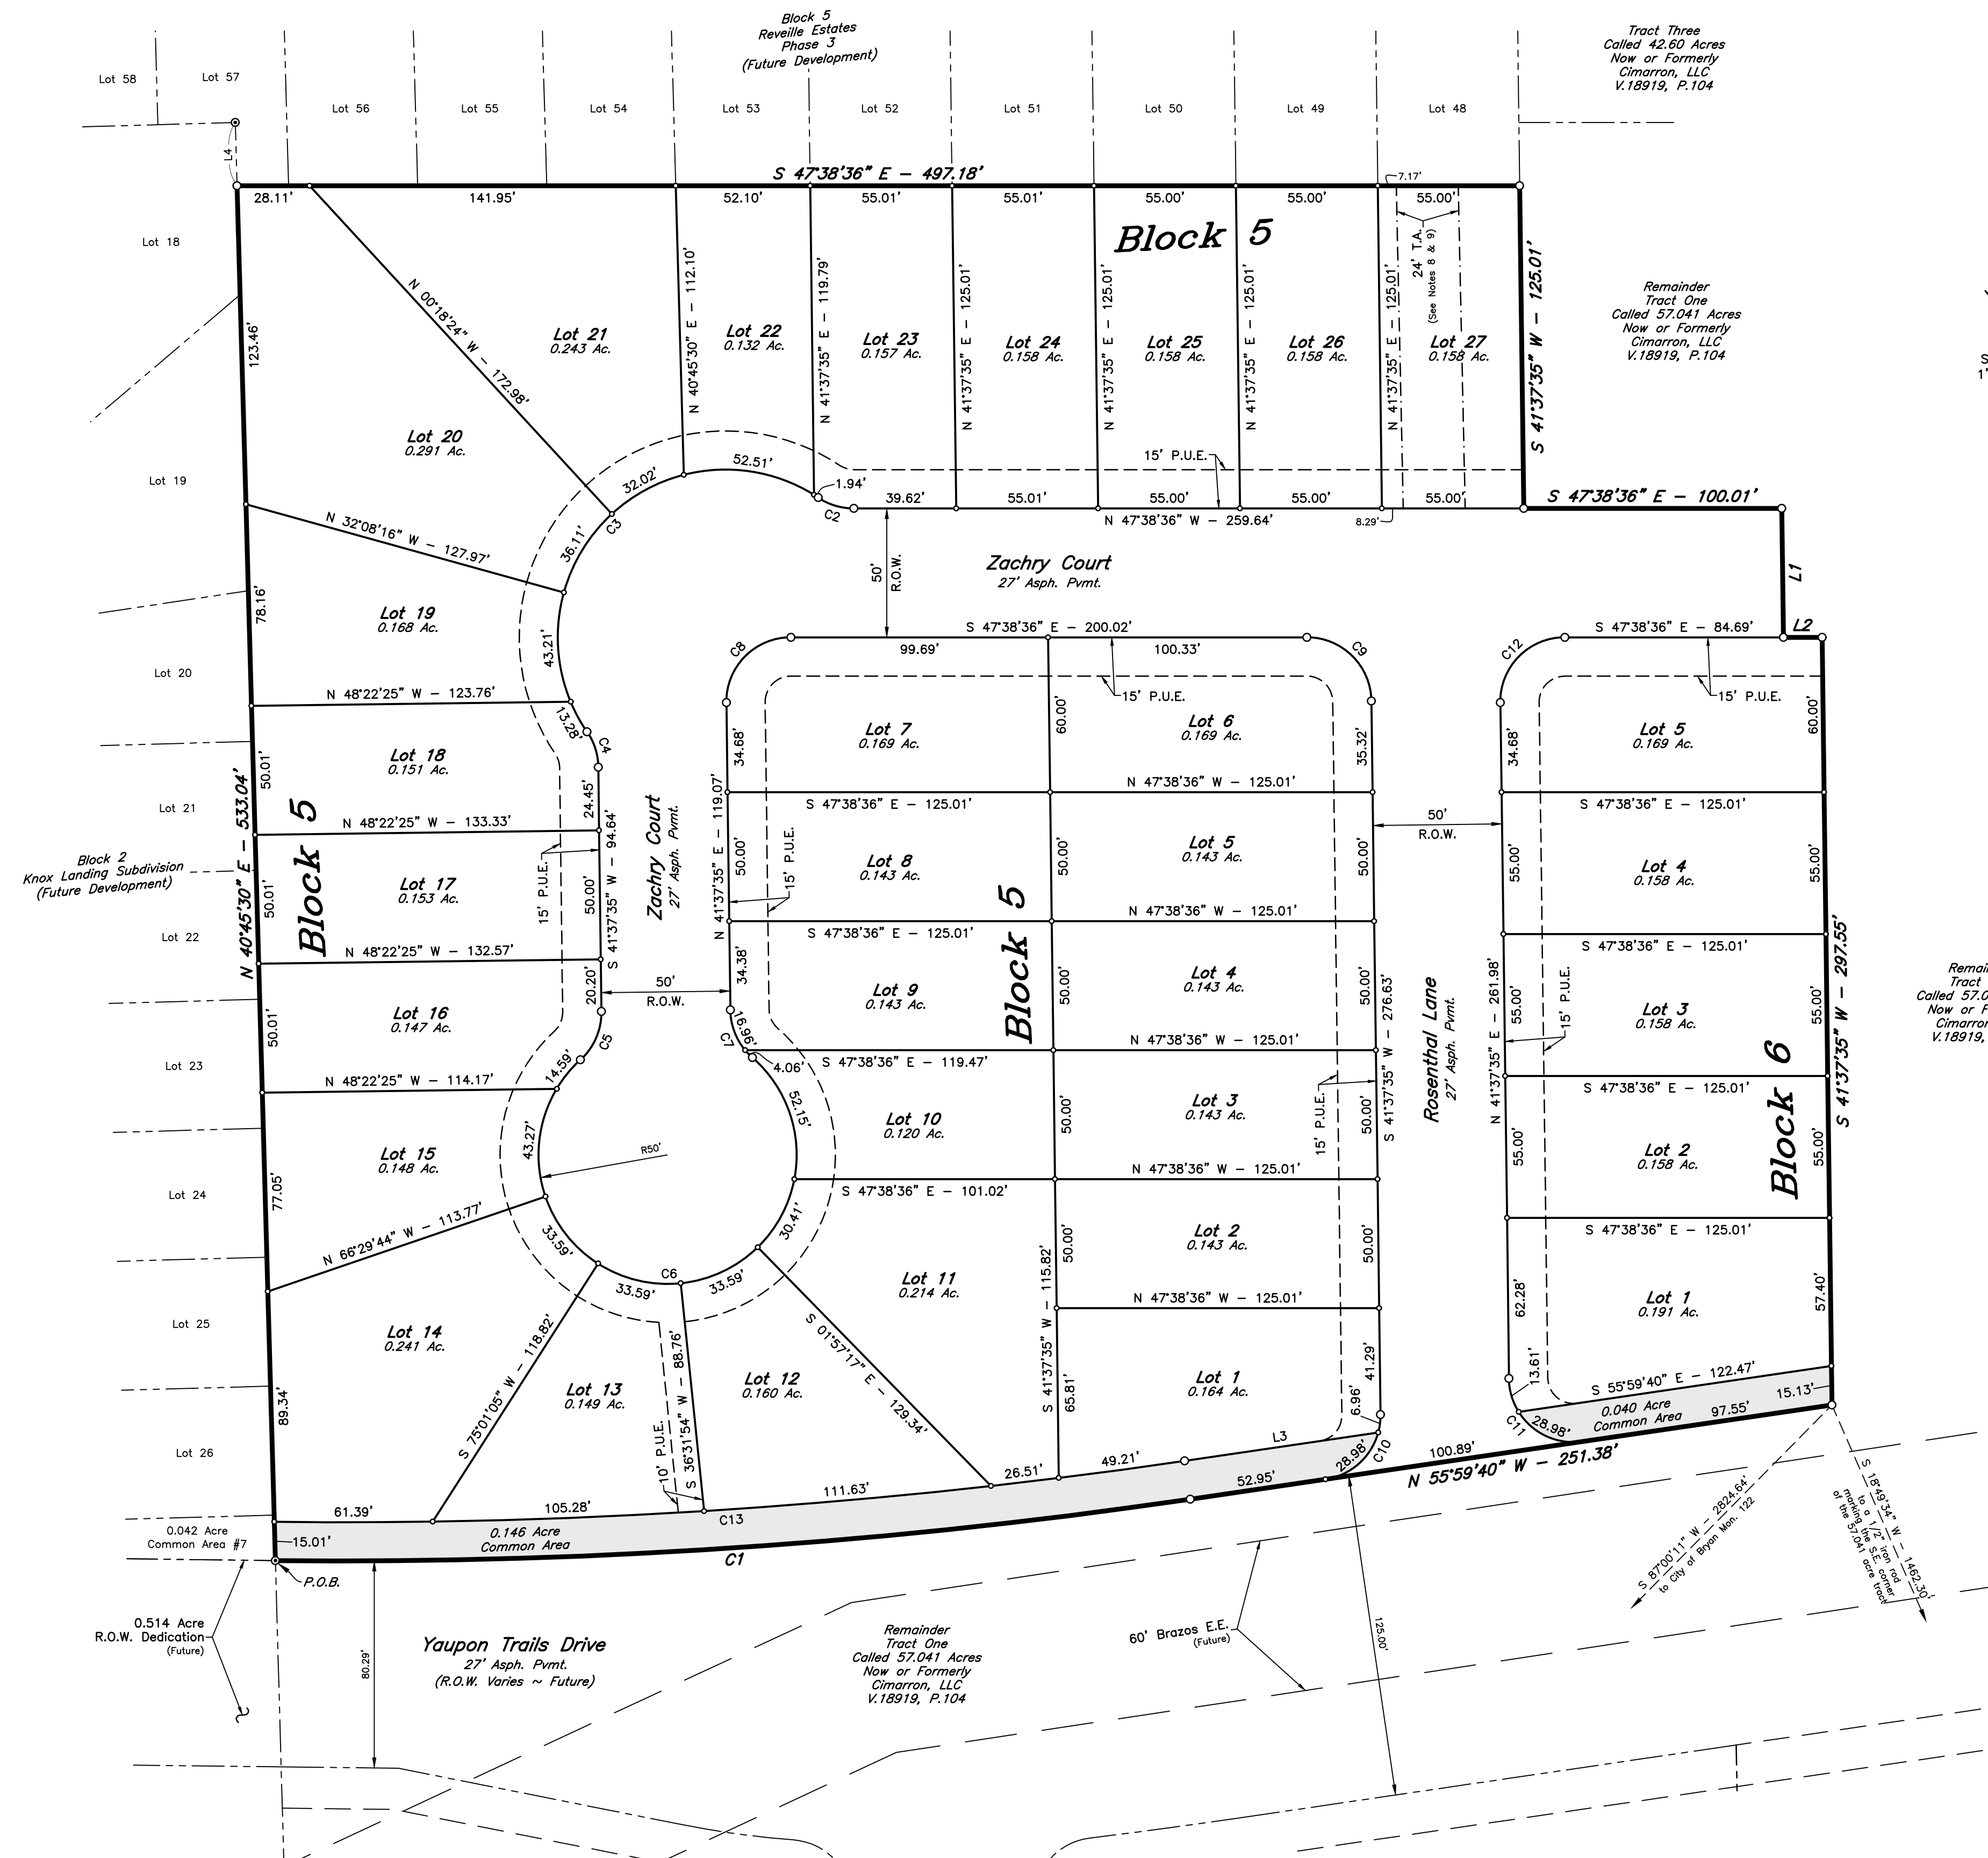 Block 5
Reveille Estates
Phase 3
(Future Development)
Tract Three
Called 42.60 Acres
Now or Formerly
Cimarron, LLC
V.18919, P.104
Lot 58
Lot 57
Lot 56
Lot 55
Lot 54
Lot 53
Lot 52
Lot 51
Lot 50
Lot 49
Lot 48
L4
S 47°38'36" E - 497.18'
28.11'
141.95'
52.10'
55.01'
55.01'
55.00'
55.00'
7.17'
55.00'
Block 5
24' T.A.
(See Notes 8 & 9)
S 41°37'35" W - 125.01'
Remainder
Tract One
Called 57.041 Acres
Now or Formerly
Cimarron, LLC
V.18919, P.104
Lot 18
123.46'
N 00°18'24" W - 172.98'
Lot 21
0.243 Ac.
N 40°45'30" E - 112.10'
Lot 22
0.132 Ac.
N 41°37'35" E - 119.79'
Lot 23
0.157 Ac.
N 41°37'35" E - 125.01'
Lot 24
0.158 Ac.
N 41°37'35" E - 125.01'
Lot 25
0.158 Ac.
N 41°37'35" E - 125.01'
Lot 26
0.158 Ac.
N 41°37'35" E - 125.01'
Lot 27
0.158 Ac.
Lot 20
0.291 Ac.
Lot 19
32.02'
52.51'
1.94'
C2
C3
36.11'
15' P.U.E.
39.62'
55.01'
55.00'
55.00'
55.00'
8.29'
N 47°38'36" W - 259.64'
S 47°38'36" E - 100.01'
L1
L2
N 32°08'16" W - 127.97'
50'
R.O.W.
Zachry Court
27' Asph. Pvmt.
78.16'
Lot 19
0.168 Ac.
43.21'
Lot 20
N 48°22'25" W - 123.76'
13.28'
C4
S 47°38'36" E - 200.02'
C8
99.69'
100.33'
C9
15' P.U.E.
C12
S 47°38'36" E - 84.69'
15' P.U.E.
Lot 7
0.169 Ac.
34.68'
60.00'
Lot 6
0.169 Ac.
35.32'
34.68'
Lot 5
0.169 Ac.
60.00'
Lot 18
0.151 Ac.
50.01'
24.45'
N 48°22'25" W - 133.33'
Lot 21
N 40°45'30" E - 533.04'
Block 5
Block 2
Knox Landing Subdivision
(Future Development)
Lot 17
0.153 Ac.
50.01'
15' P.U.E.
50.00'
S 41°37'35" W - 94.64'
Zachry Court
27' Asph. Pvmt.
N 41°37'35" E - 119.07'
S 47°38'36" E - 125.01'
N 47°38'36" W - 125.01'
50'
R.O.W.
S 47°38'36" E - 125.01'
50.00'
15' P.U.E.
Lot 8
0.143 Ac.
50.00'
Lot 5
0.143 Ac.
50.00'
55.00'
Lot 4
0.158 Ac.
55.00'
Block 5
S 47°38'36" E - 125.01'
N 47°38'36" W - 125.01'
S 47°38'36" E - 125.01'
Lot 22
N 48°22'25" W - 132.57'
Lot 16
0.147 Ac.
50.01'
20.20'
50'
R.O.W.
34.38'
Lot 9
0.143 Ac.
50.00'
Lot 4
0.143 Ac.
50.00'
N 41°37'35" E - 261.98'
55.00'
15' P.U.E.
Lot 3
0.158 Ac.
55.00'
S 41°37'35" W - 297.55'
C5
14.59'
16.96'
C7
4.06'
S 47°38'36" E - 119.47'
N 47°38'36" W - 125.01'
S 47°38'36" E - 125.01'
Lot 23
N 48°22'25" W - 114.17'
Lot 15
0.148 Ac.
43.27'
77.05'
R50'
52.15'
Lot 10
0.120 Ac.
50.00'
Lot 3
0.143 Ac.
15' P.U.E.
50.00'
S 41°37'35" W - 276.63'
Rosenthal Lane
27' Asph. Pvmt.
55.00'
Lot 2
0.158 Ac.
55.00'
Block 6
Lot 24
N 66°29'44" W - 113.77'
S 47°38'36" E - 101.02'
N 47°38'36" W - 125.01'
S 47°38'36" E - 125.01'
30.41'
33.59'
33.59'
C6
33.59'
Lot 11
0.214 Ac.
50.00'
Lot 2
0.143 Ac.
50.00'
S 41°37'35" W - 115.82'
N 47°38'36" W - 125.01'
62.28'
Lot 1
0.191 Ac.
57.40'
Lot 25
Lot 14
0.241 Ac.
S 75°01'05" W - 118.82'
Lot 13
0.149 Ac.
10' P.U.E.
S 36°31'54" W - 88.76'
Lot 12
0.160 Ac.
S 01°57'17" E - 129.34'
65.81'
Lot 1
0.164 Ac.
41.29'
6.96'
13.61'
S 55°59'40" E - 122.47'
15.13'
0.040 Acre
Common Area
97.55'
C11
28.98'
Lot 26
89.34'
L3
28.98'
C10
49.21'
26.51'
52.95'
100.89'
N 55°59'40" W - 251.38'
111.63'
105.28'
61.39'
C13
C1
0.146 Acre
Common Area
15.01'
0.042 Acre
Common Area #7
P.O.B.
0.514 Acre
R.O.W. Dedication
(Future)
80.29'
Yaupon Trails Drive
27' Asph. Pvmt.
(R.O.W. Varies ~ Future)
Remainder
Tract One
Called 57.041 Acres
Now or Formerly
Cimarron, LLC
V.18919, P.104
60' Brazos E.E.
(Future)
125.00'
S 87°00'11" W - 2824.64'
to City of Bryan Mon. 122
S 18°49'34" W - 1462.30'
to a 1/2" iron rod
marking the S.E. corner
of the 57.041 acre tract